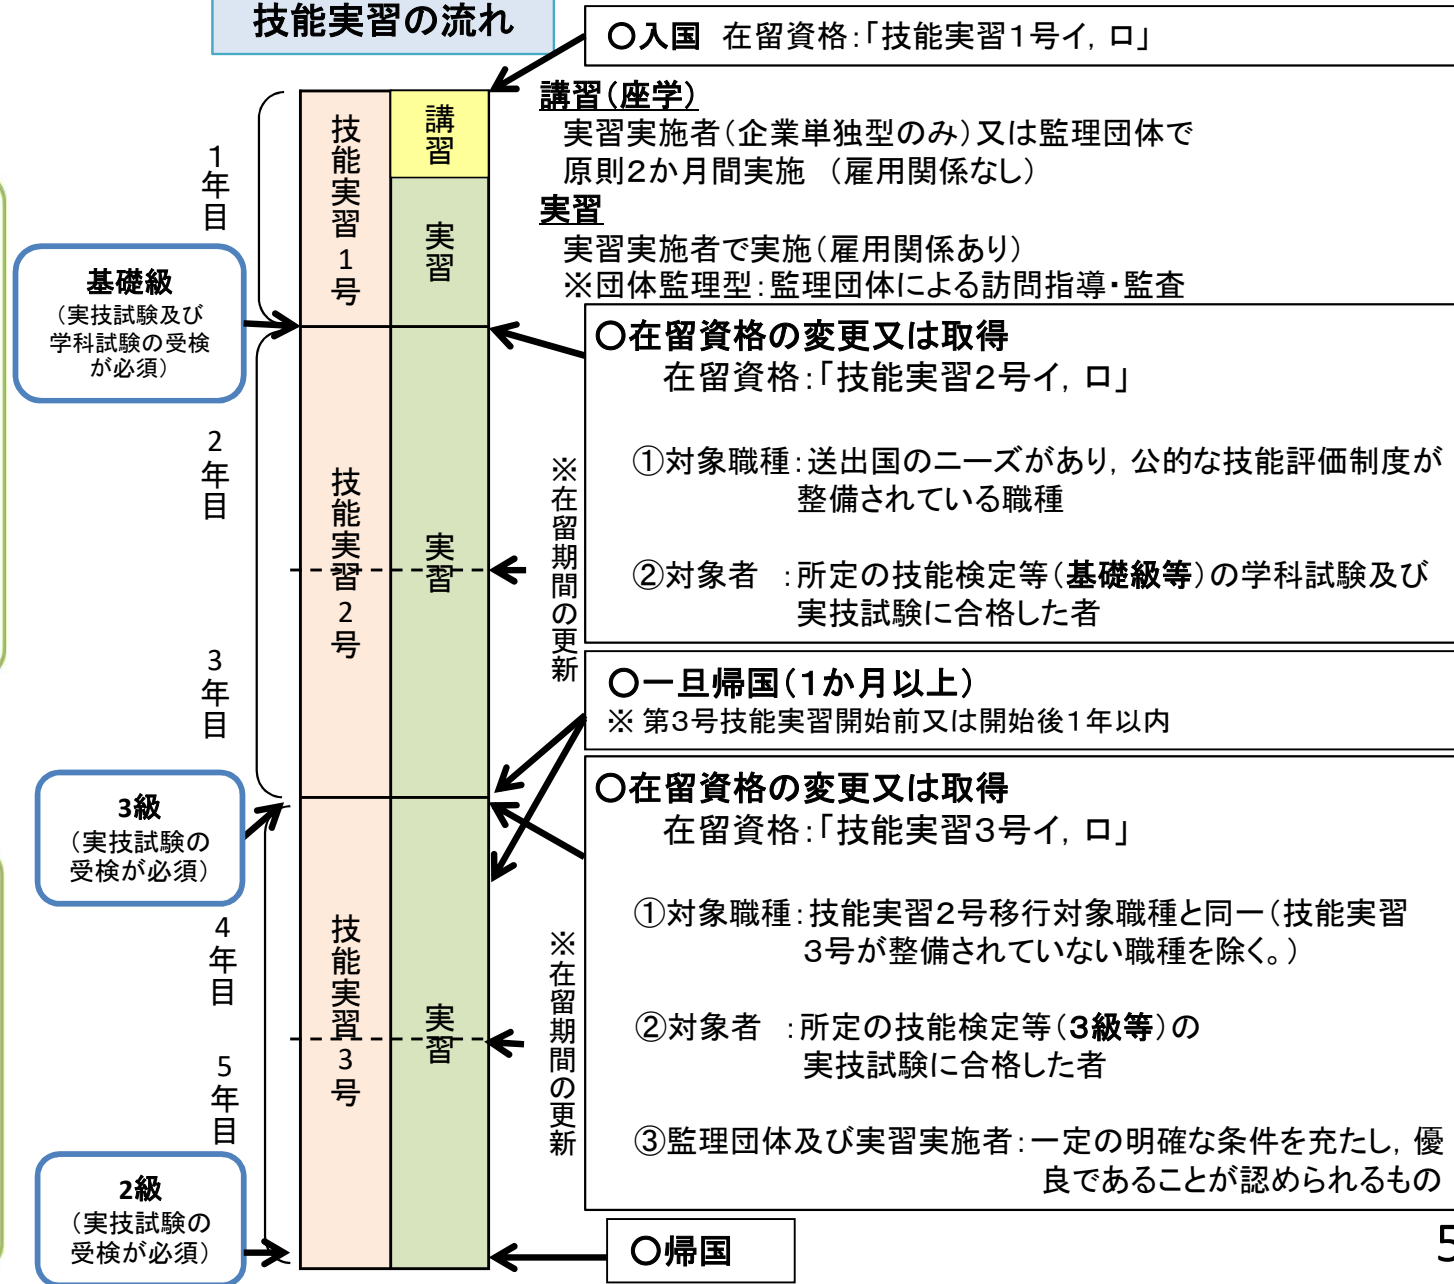 技能実習の流れ
○入国 在留資格:「技能実習1号イ, ロ」
講習(座学)
実習実施者(企業単独型のみ)又は監理団体で
原則2か月間実施 (雇用関係なし)
実習
実習実施者で実施(雇用関係あり)
※団体監理型:監理団体による訪問指導・監査
1年目
技能実習1号
講習
実習
基礎級
(実技試験及び
学科試験の受検
が必須)
○在留資格の変更又は取得
在留資格:「技能実習2号イ, ロ」
①対象職種:送出国のニーズがあり, 公的な技能評価制度が
整備されている職種
②対象者 :所定の技能検定等(基礎級等)の学科試験及び
実技試験に合格した者
2年目
技能実習2号
実習
※在留期間の更新
3年目
○一旦帰国(1か月以上)
※ 第3号技能実習開始前又は開始後1年以内
3級
(実技試験の
受検が必須)
○在留資格の変更又は取得
在留資格:「技能実習3号イ, ロ」
①対象職種:技能実習2号移行対象職種と同一(技能実習
3号が整備されていない職種を除く。)
②対象者 :所定の技能検定等(3級等)の
実技試験に合格した者
③監理団体及び実習実施者:一定の明確な条件を充たし, 優
良であることが認められるもの
4年目
技能実習3号
実習
※在留期間の更新
5年目
2級
(実技試験の
受検が必須)
○帰国
5